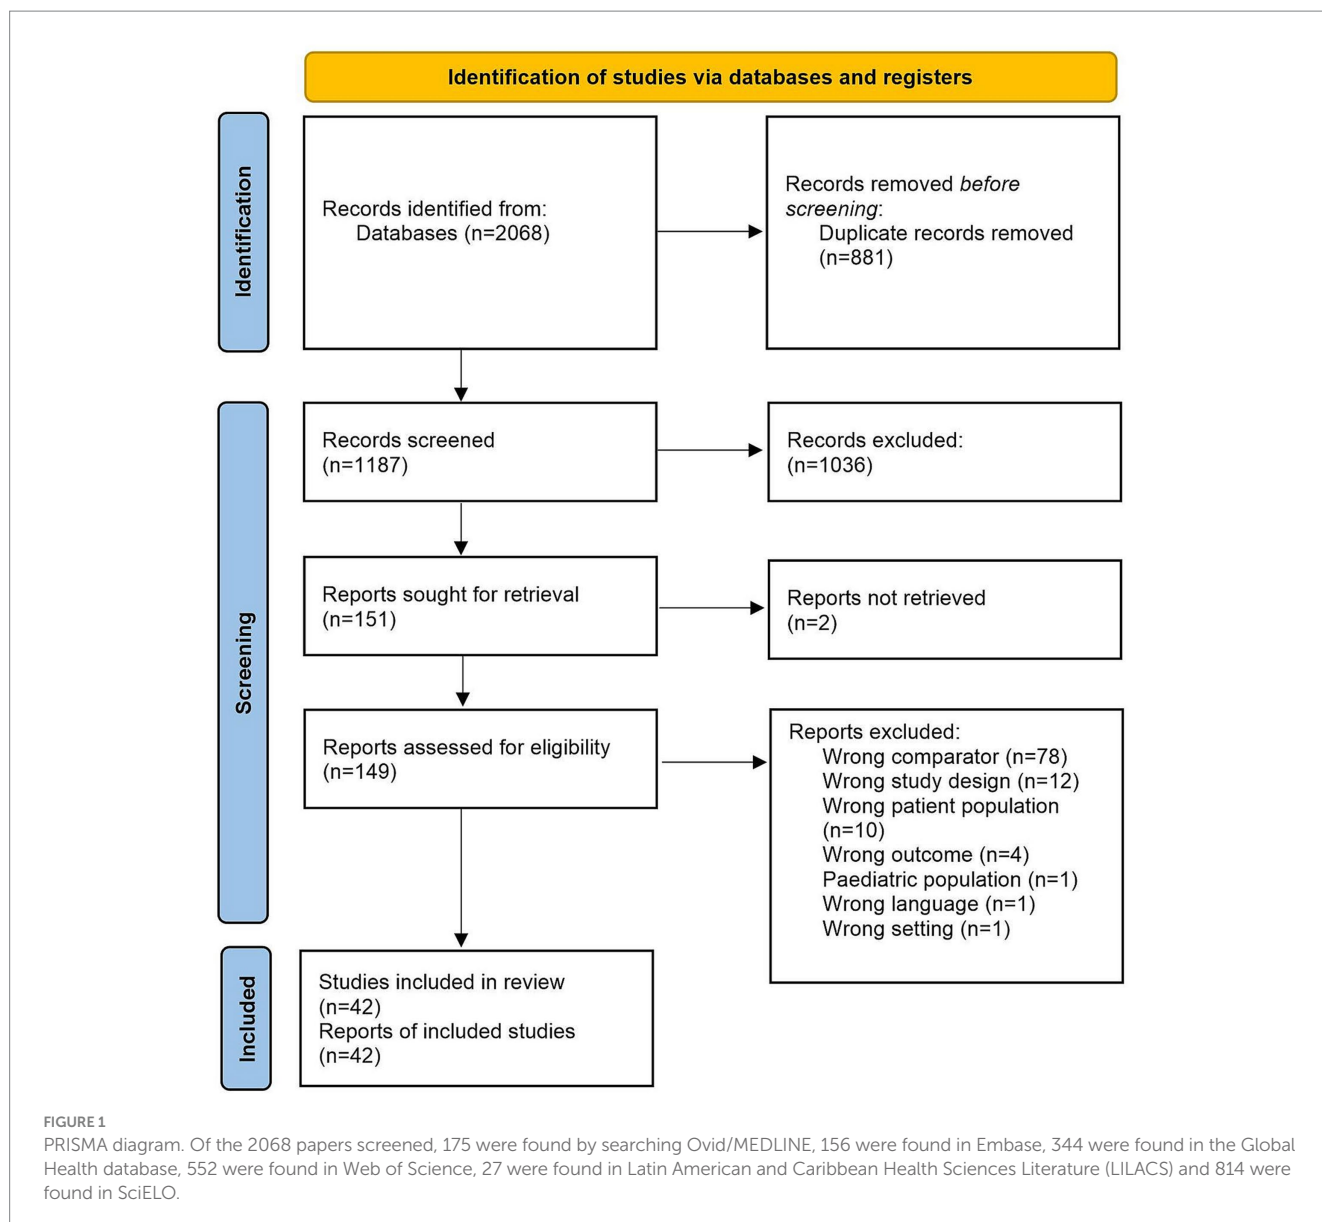 Identification of studies via databases and registers
Identification
Records identified from:
Databases (n=2068)
Records removed before
screening:
Duplicate records removed
(n=881)
Screening
Records screened
(n=1187)
Records excluded:
(n=1036)
Reports sought for retrieval
(n=151)
Reports not retrieved
(n=2)
Reports assessed for eligibility
(n=149)
Reports excluded:
Wrong comparator (n=78)
Wrong study design (n=12)
Wrong patient population
(n=10)
Wrong outcome (n=4)
Paediatric population (n=1)
Wrong language (n=1)
Wrong setting (n=1)
Included
Studies included in review
(n=42)
Reports of included studies
(n=42)
FIGURE 1
PRISMA diagram. Of the 2068 papers screened, 175 were found by searching Ovid/MEDLINE, 156 were found in Embase, 344 were found in the Global
Health database, 552 were found in Web of Science, 27 were found in Latin American and Caribbean Health Sciences Literature (LILACS) and 814 were
found in SciELO.